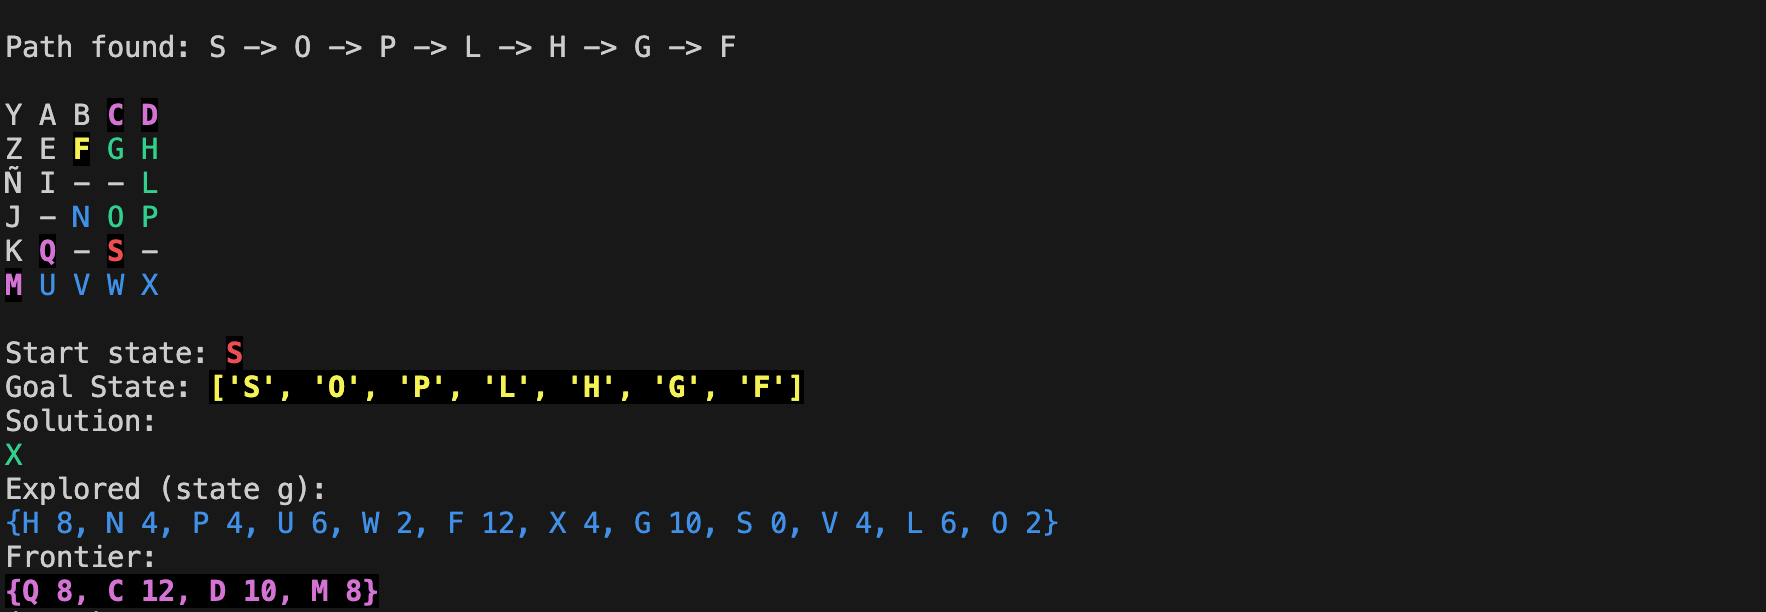 Path found: S —> O —> P —> L —> H —> G —> F
Y A B C D
Z E F G H
Ñ I – – L
J – N O P
K Q – S –
M U V W X
Start state: S
Goal State: ['S', 'O', 'P', 'L', 'H', 'G', 'F']
Solution:
X
Explored (state g):
{H 8, N 4, P 4, U 6, W 2, F 12, X 4, G 10, S 0, V 4, L 6, O 2}
Frontier:
{Q 8, C 12, D 10, M 8}